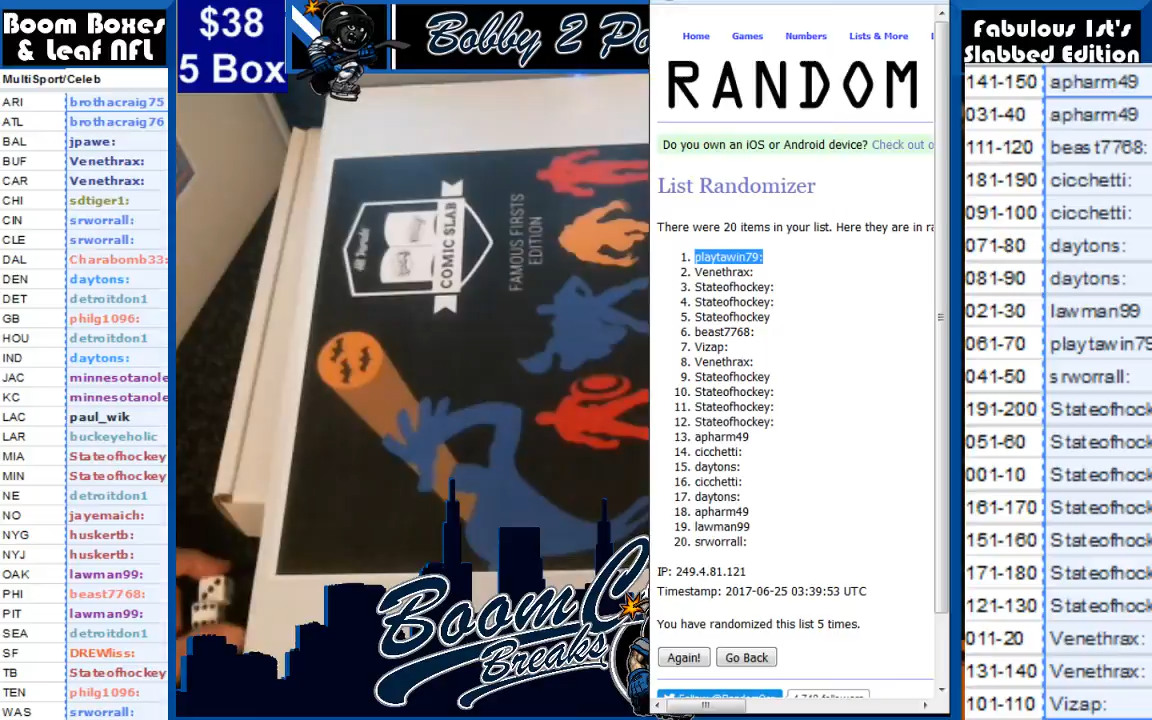 Boom Boxes
& Leaf NFL
MultiSport/Celeb
ARI brothacraig75
ATL brothacraig76
BAL jpawe:
BUF Venethrax:
CAR Venethrax:
CHI sdtiger1:
CIN srworrall:
CLE srworrall:
DAL Charabomb33:
DEN daytons:
DET detroitdon1
GB philg1096:
HOU detroitdon1
IND daytons:
JAC minnesotanole
KC minnesotanole
LAC paul_wik
LAR buckeyeholic
MIA Stateofhockey
MIN Stateofhockey
NE detroitdon1
NO jayemaich:
NYG huskertb:
NYJ huskertb:
OAK lawman99:
PHI beast7768:
PIT lawman99:
SEA detroitdon1
SF DREWliss:
TB Stateofhockey
TEN philg1096:
WAS srworrall:
$38
5 Box
Bobby 2 Po
COMIC SLAB
FAMOUS FIRSTS
EDITION
Boom C
Breaks
Home Games Numbers Lists & More
RANDOM
Do you own an iOS or Android device? Check out o
List Randomizer
There were 20 items in your list. Here they are in ra
1. playtawin79:
2. Venethrax:
3. Stateofhockey:
4. Stateofhockey:
5. Stateofhockey
6. beast7768:
7. Vizap:
8. Venethrax:
9. Stateofhockey
10. Stateofhockey:
11. Stateofhockey:
12. Stateofhockey:
13. apharm49
14. cicchetti:
15. daytons:
16. cicchetti:
17. daytons:
18. apharm49
19. lawman99
20. srworrall:
IP: 249.4.81.121
Timestamp: 2017-06-25 03:39:53 UTC
You have randomized this list 5 times.
Again! Go Back
Fabulous 1st's
Slabbed Edition
141-150 apharm49
031-40 apharm49
111-120 beast7768:
181-190 cicchetti:
091-100 cicchetti:
071-80 daytons:
081-90 daytons:
021-30 lawman99
061-70 playtawin79
041-50 srworrall:
191-200 Stateofhock
051-60 Stateofhock
001-10 Stateofhock
161-170 Stateofhock
151-160 Stateofhock
171-180 Stateofhock
121-130 Stateofhock
011-20 Venethrax:
131-140 Venethrax:
101-110 Vizap: